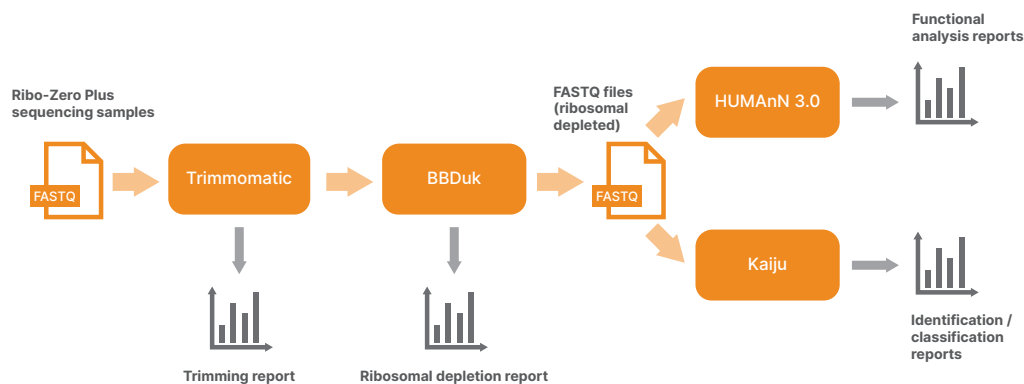 Ribo-Zero Plus
sequencing samples
FASTQ
Trimmomatic
Trimming report
BBDuk
Ribosomal depletion report
FASTQ files
(ribosomal
depleted)
FASTQ
HUMAnN 3.0
Functional
analysis reports
Kaiju
Identification /
classification
reports